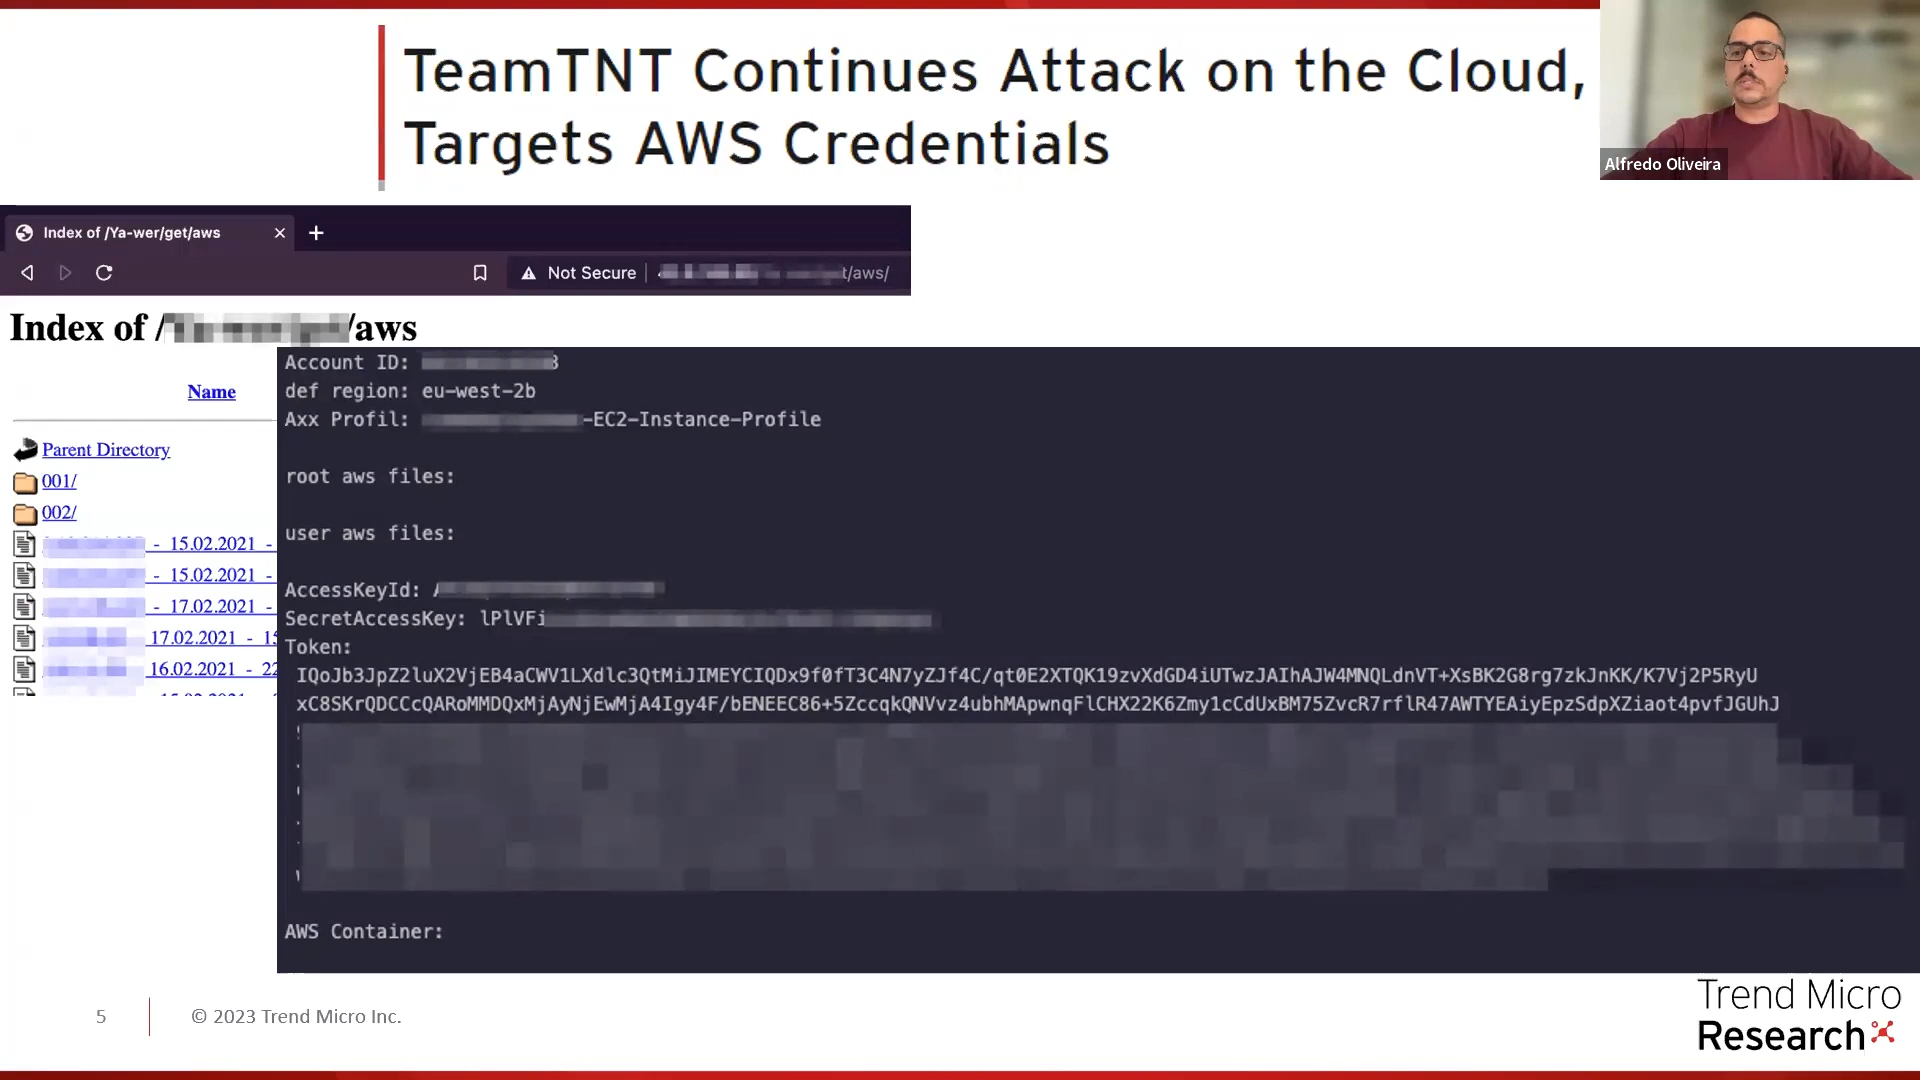 TeamTNT Continues Attack on the Cloud,
Targets AWS Credentials
Alfredo Oliveira
Index of /Ya-wer/get/aws
Not Secure
t/aws/
Index of /
/aws
Name
Parent Directory
001/
002/
- 15.02.2021 -
- 15.02.2021 -
- 17.02.2021 -
17.02.2021 - 15
16.02.2021 - 22
Account ID:
def region: eu-west-2b
Axx Profil: -EC2-Instance-Profile
root aws files:
user aws files:
AccessKeyId:
SecretAccessKey: lPlVFi
Token:
IQoJb3JpZ2luX2VjEB4aCWV1LXdlc3QtMiJIMEYCIQDx9f0fT3C4N7yZJf4C/qt0E2XTQK19zvXdGD4iUTwzJAIhAJW4MNQLdnVT+XsBK2G8rg7zkJnKK/K7Vj2P5RyU
xC8SKrQDCCcQARoMMDQxMjAyNjEwMjA4Igy4F/bENEEC86+5ZccqkQNVvz4ubhMApwnqFlCHX22K6Zmy1cCdUxBM75ZvcR7rflR47AWTYEAiyEpzSdpXZiaot4pvfJGUhJ
AWS Container:
5
© 2023 Trend Micro Inc.
Trend Micro
Research